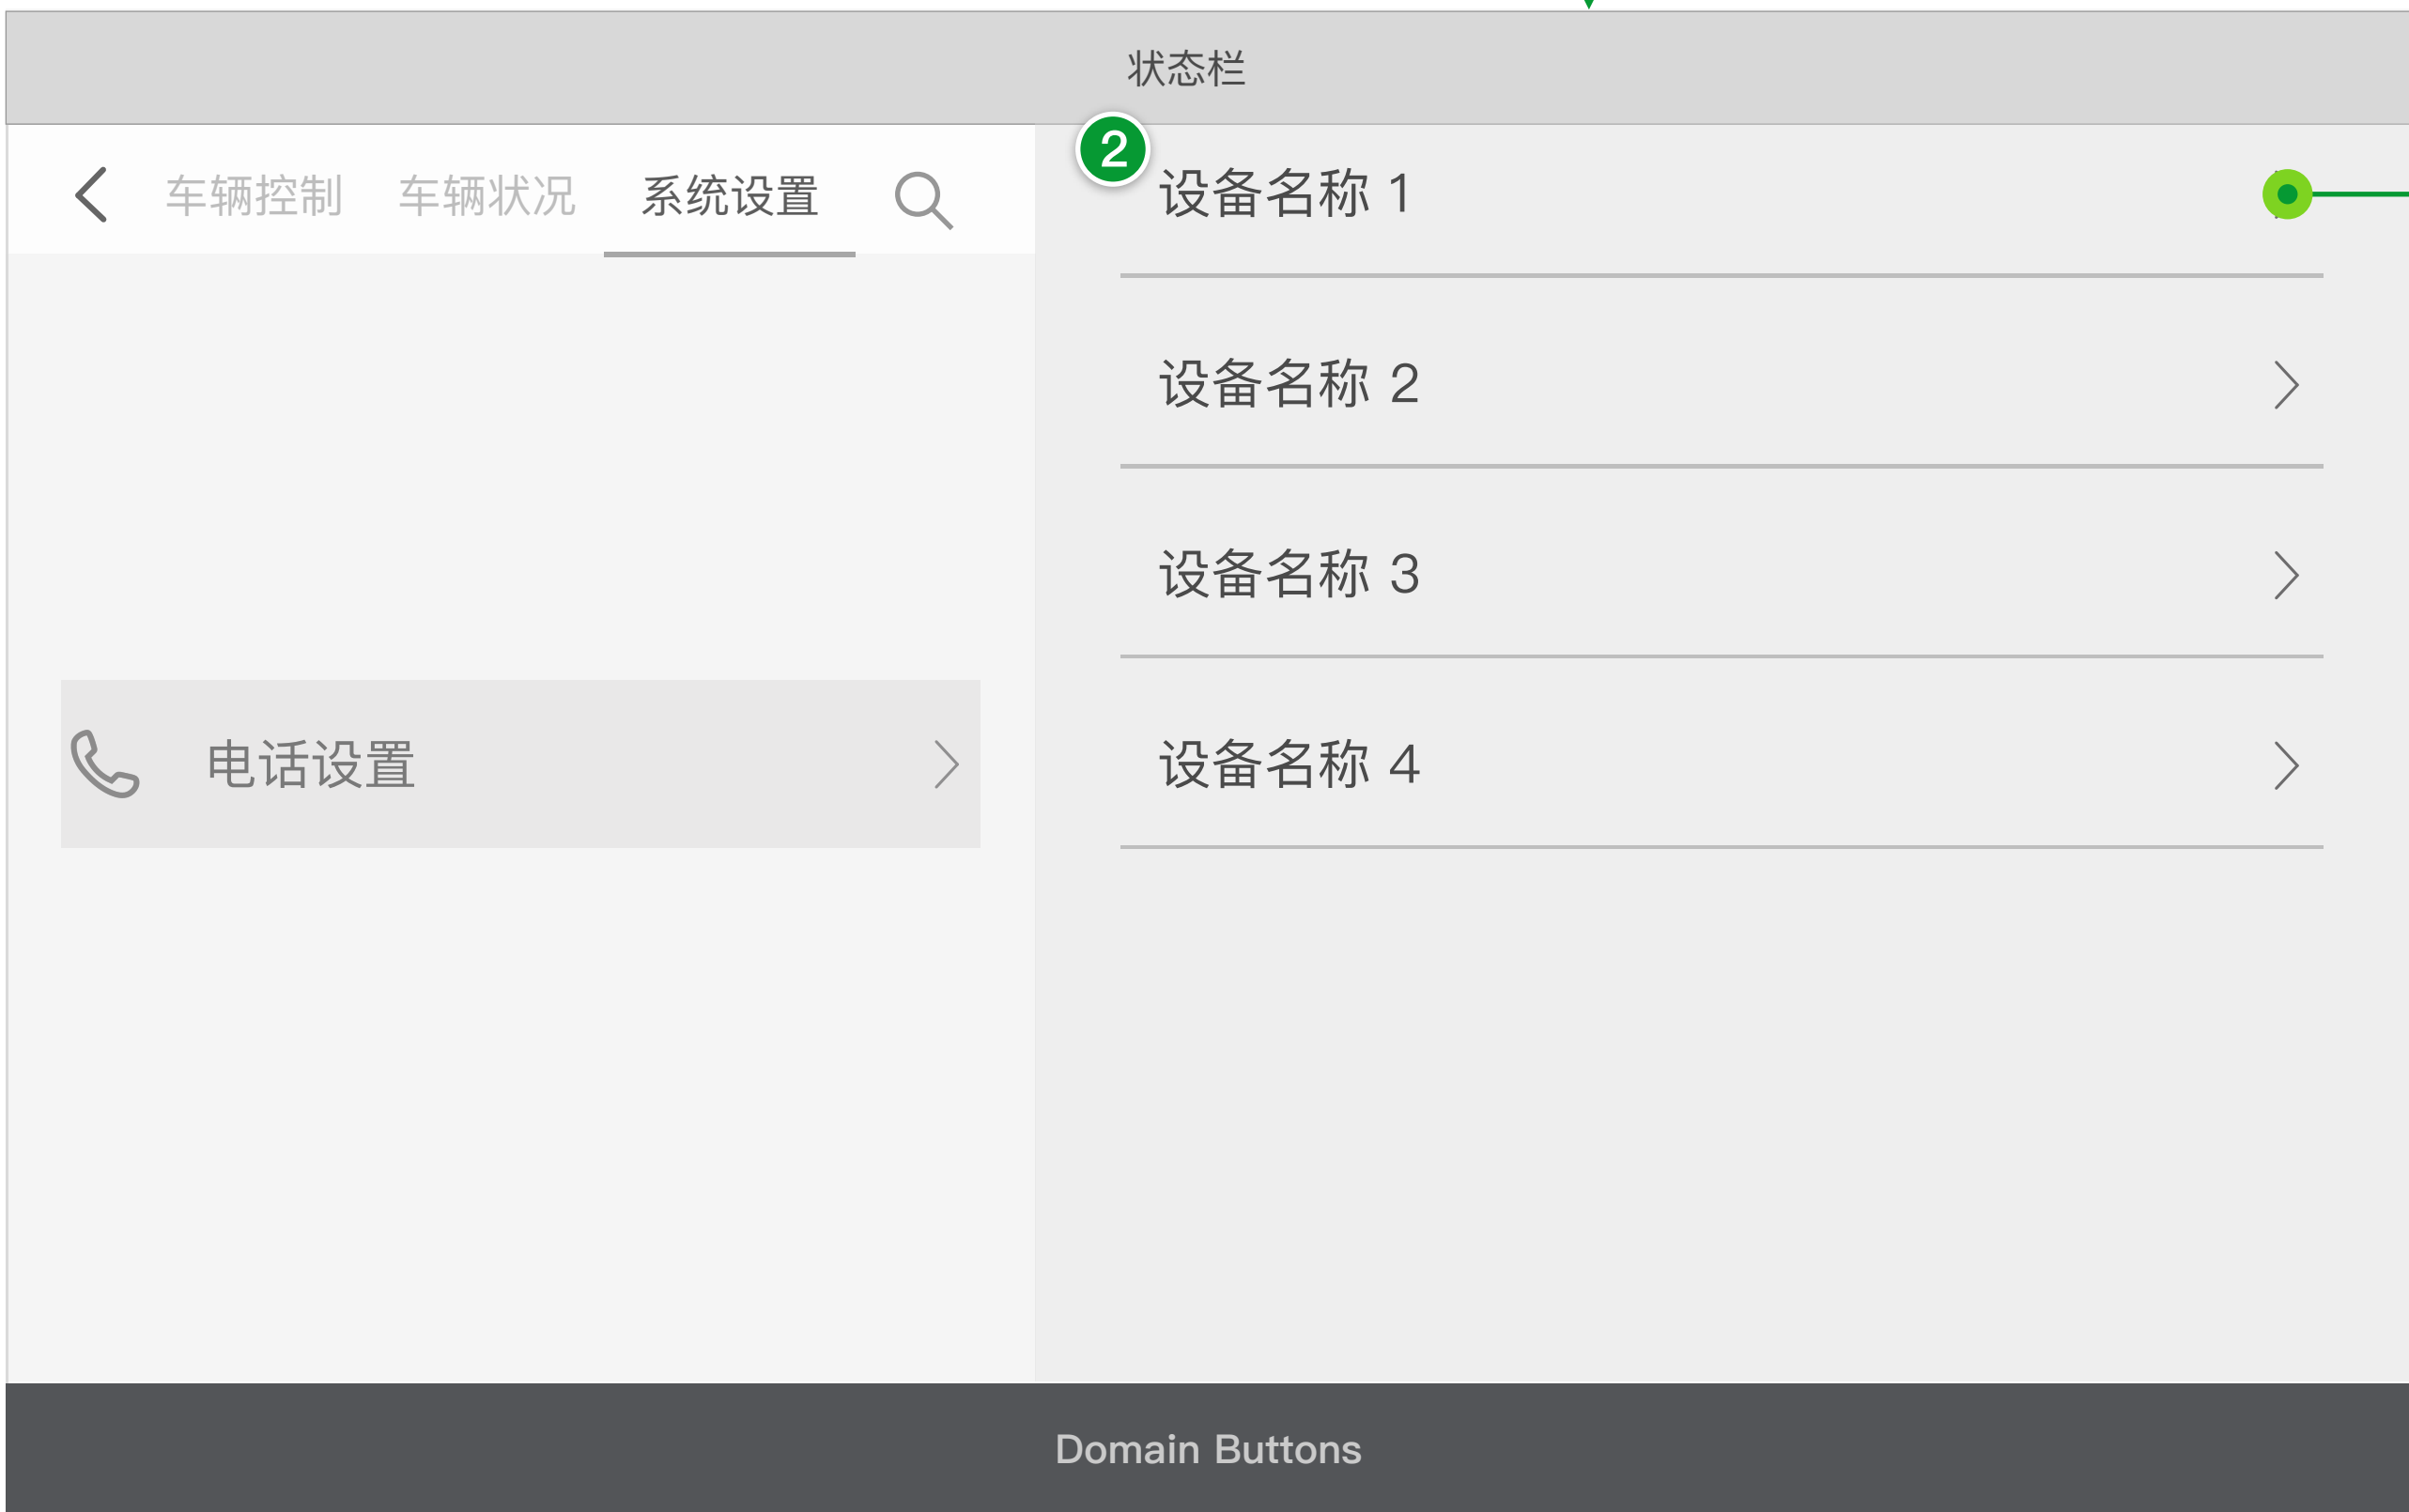 状态栏
车辆控制 车辆状况 系统设置
2
设备名称 1
设备名称 2
设备名称 3
电话设置
设备名称 4
Domain Buttons